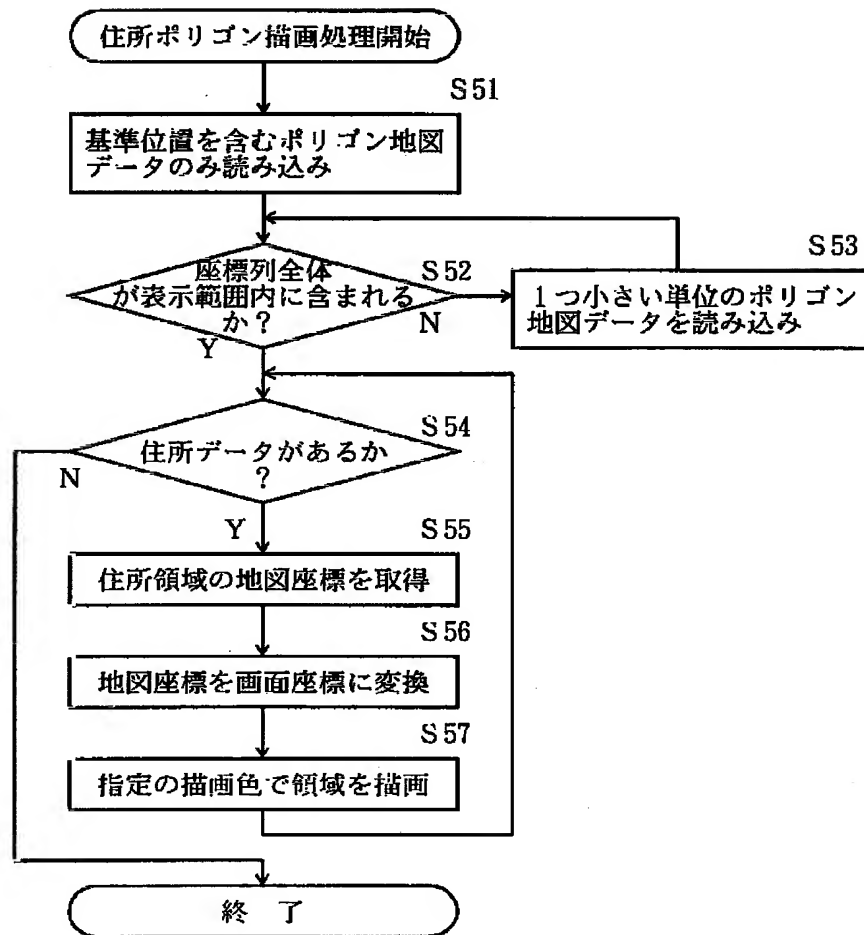 住所ポリゴン描画処理開始
S51
基準位置を含むポリゴン地図
データのみ読み込み
S53
座標列全体
が表示範囲内に含まれる
か？
S52
N
Y
1つ小さい単位のポリゴン
地図データを読み込み
S54
住所データがあるか
？
N
Y
S55
住所領域の地図座標を取得
S56
地図座標を画面座標に変換
S57
指定の描画色で領域を描画
終 了